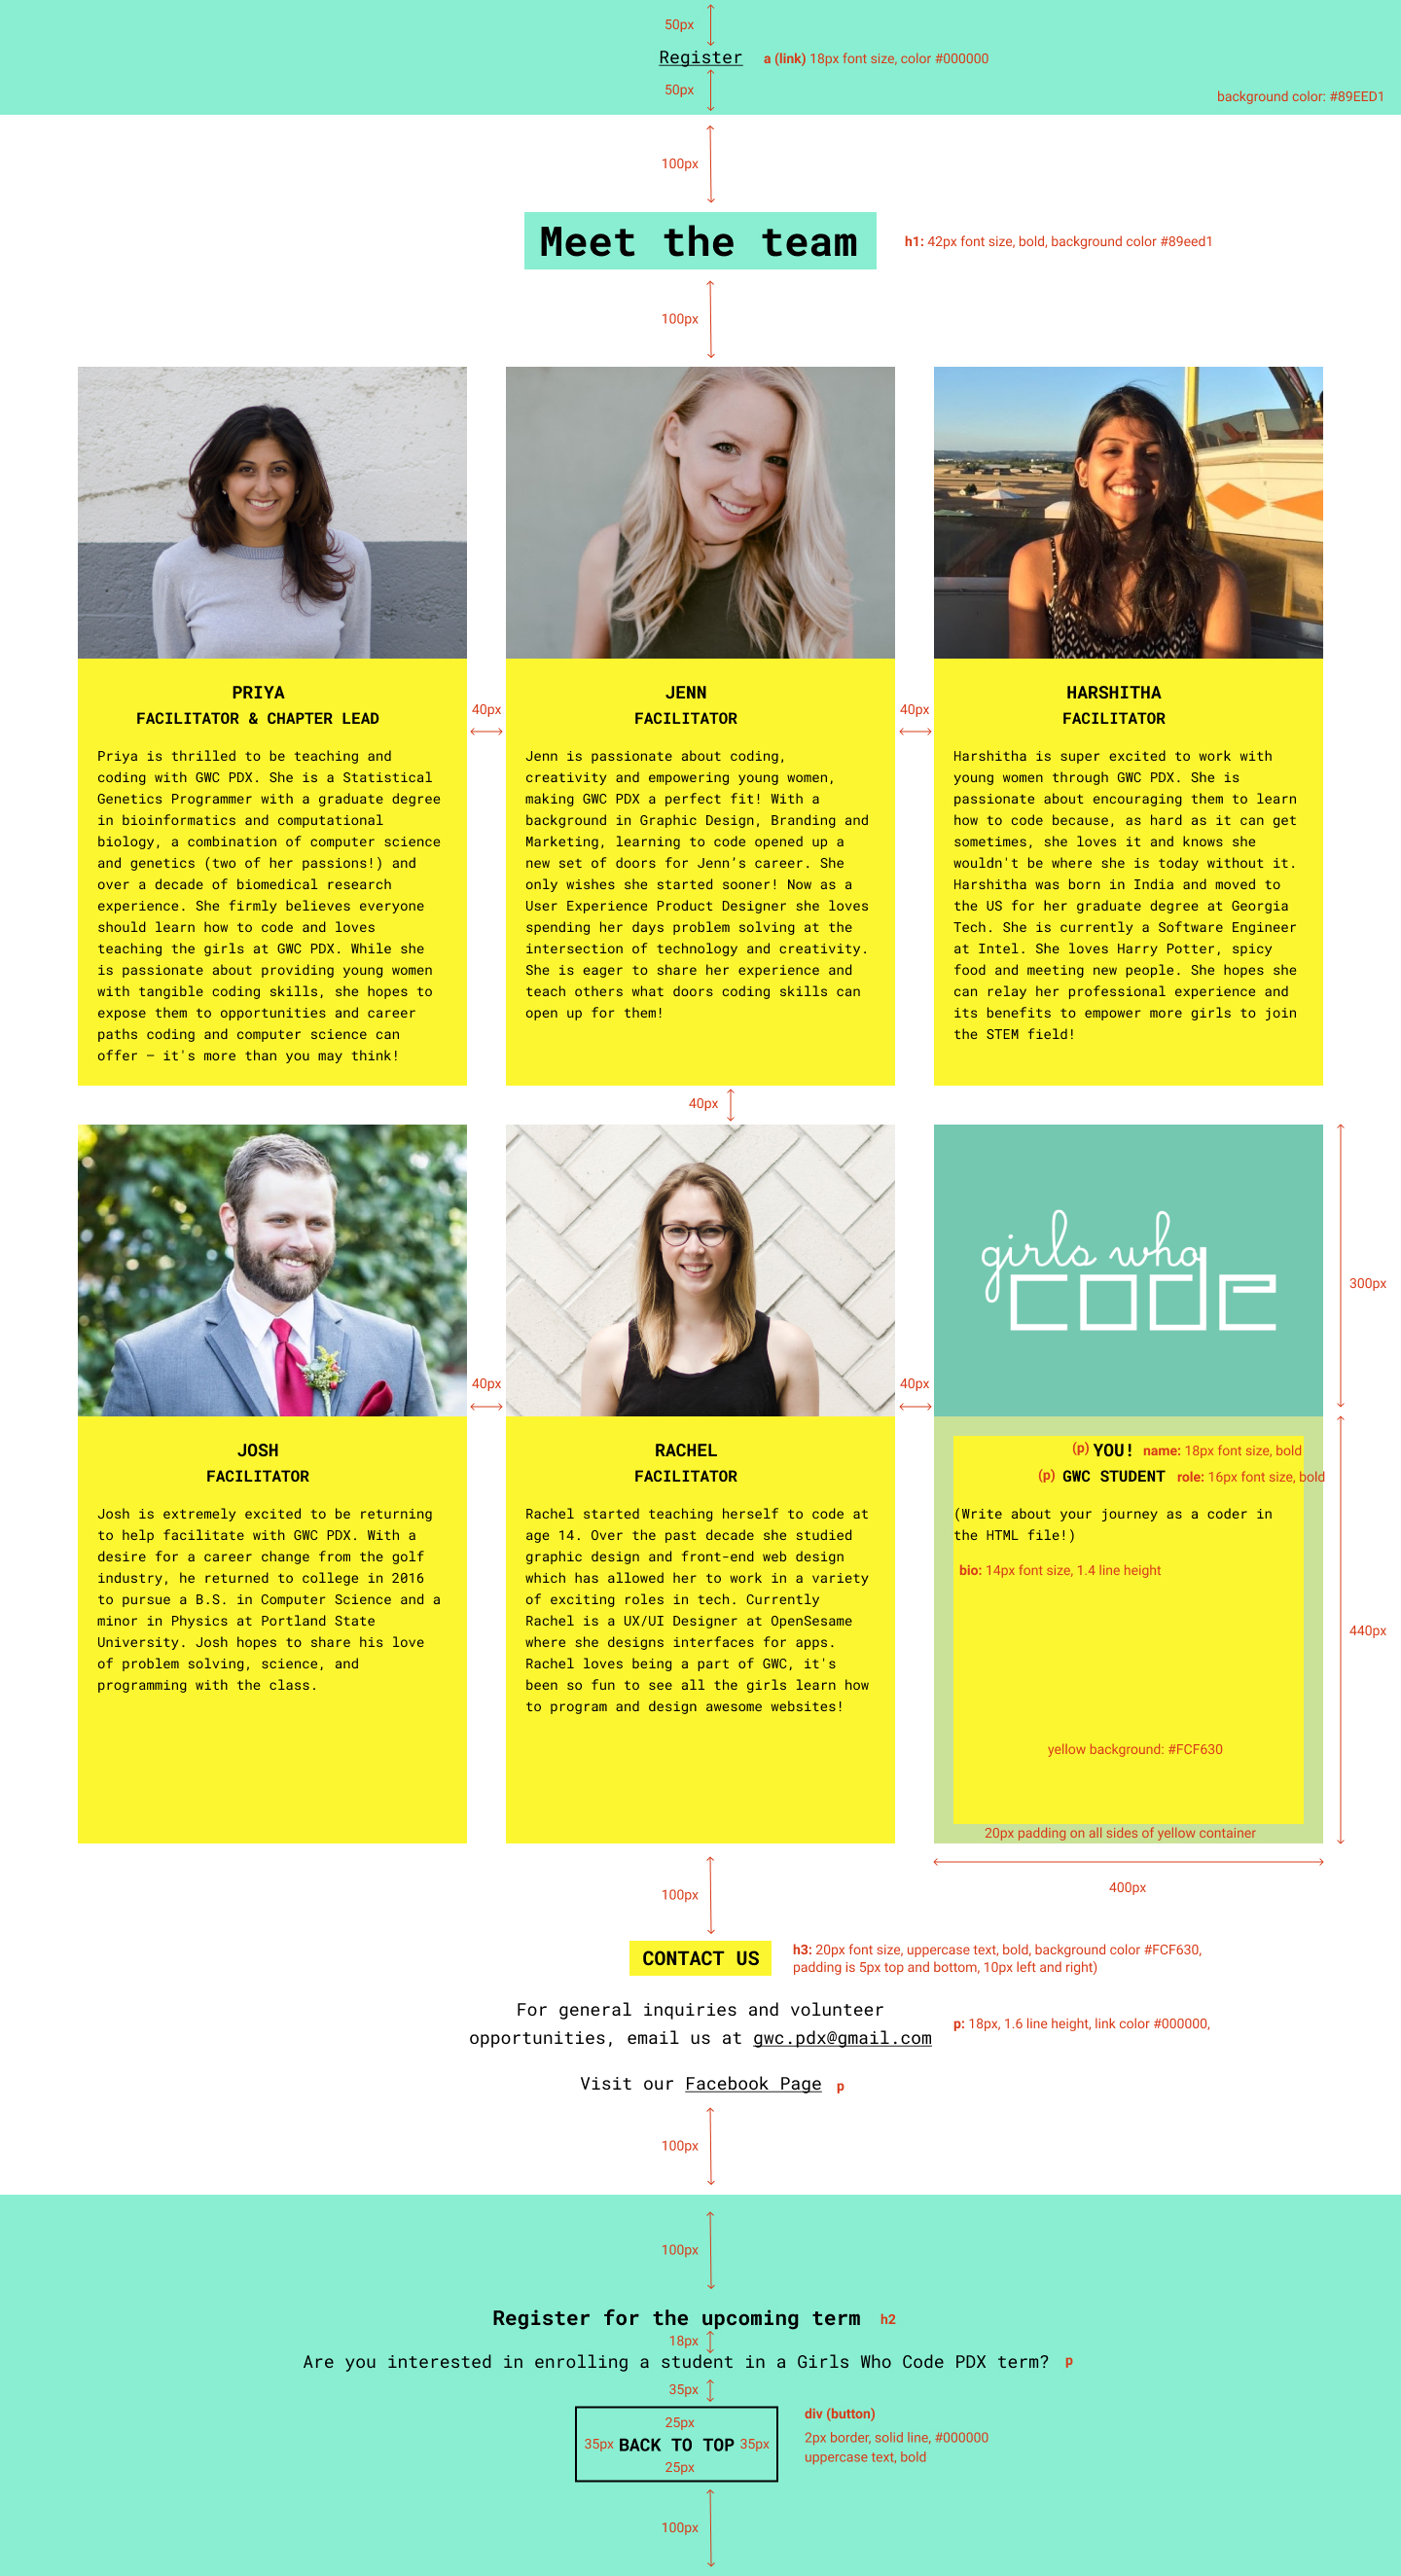 50px
Register
a (link) 18px font size, color #000000
50px
background color: #89EED1
100px
Meet the team
h1: 42px font size, bold, background color #89eed1
100px
PRIYA
FACILITATOR & CHAPTER LEAD
Priya is thrilled to be teaching and
coding with GWC PDX. She is a Statistical
Genetics Programmer with a graduate degree
in bioinformatics and computational
biology, a combination of computer science
and genetics (two of her passions!) and
over a decade of biomedical research
experience. She firmly believes everyone
should learn how to code and loves
teaching the girls at GWC PDX. While she
is passionate about providing young women
with tangible coding skills, she hopes to
expose them to opportunities and career
paths coding and computer science can
offer – it's more than you may think!
40px
JENN
FACILITATOR
Jenn is passionate about coding,
creativity and empowering young women,
making GWC PDX a perfect fit! With a
background in Graphic Design, Branding and
Marketing, learning to code opened up a
new set of doors for Jenn’s career. She
only wishes she started sooner! Now as a
User Experience Product Designer she loves
spending her days problem solving at the
intersection of technology and creativity.
She is eager to share her experience and
teach others what doors coding skills can
open up for them!
40px
HARSHITHA
FACILITATOR
Harshitha is super excited to work with
young women through GWC PDX. She is
passionate about encouraging them to learn
how to code because, as hard as it can get
sometimes, she loves it and knows she
wouldn't be where she is today without it.
Harshitha was born in India and moved to
the US for her graduate degree at Georgia
Tech. She is currently a Software Engineer
at Intel. She loves Harry Potter, spicy
food and meeting new people. She hopes she
can relay her professional experience and
its benefits to empower more girls to join
the STEM field!
40px
girls who
code
300px
40px
40px
JOSH
FACILITATOR
Josh is extremely excited to be returning
to help facilitate with GWC PDX. With a
desire for a career change from the golf
industry, he returned to college in 2016
to pursue a B.S. in Computer Science and a
minor in Physics at Portland State
University. Josh hopes to share his love
of problem solving, science, and
programming with the class.
RACHEL
FACILITATOR
Rachel started teaching herself to code at
age 14. Over the past decade she studied
graphic design and front-end web design
which has allowed her to work in a variety
of exciting roles in tech. Currently
Rachel is a UX/UI Designer at OpenSesame
where she designs interfaces for apps.
Rachel loves being a part of GWC, it's
been so fun to see all the girls learn how
to program and design awesome websites!
(p) YOU! name: 18px font size, bold
(p) GWC STUDENT role: 16px font size, bold
(Write about your journey as a coder in
the HTML file!)
bio: 14px font size, 1.4 line height
440px
yellow background: #FCF630
20px padding on all sides of yellow container
400px
100px
CONTACT US
h3: 20px font size, uppercase text, bold, background color #FCF630,
padding is 5px top and bottom, 10px left and right)
For general inquiries and volunteer
opportunities, email us at gwc.pdx@gmail.com
p: 18px, 1.6 line height, link color #000000,
Visit our Facebook Page p
100px
100px
Register for the upcoming term h2
18px
Are you interested in enrolling a student in a Girls Who Code PDX term? p
35px
25px
35px BACK TO TOP 35px
25px
div (button)
2px border, solid line, #000000
uppercase text, bold
100px